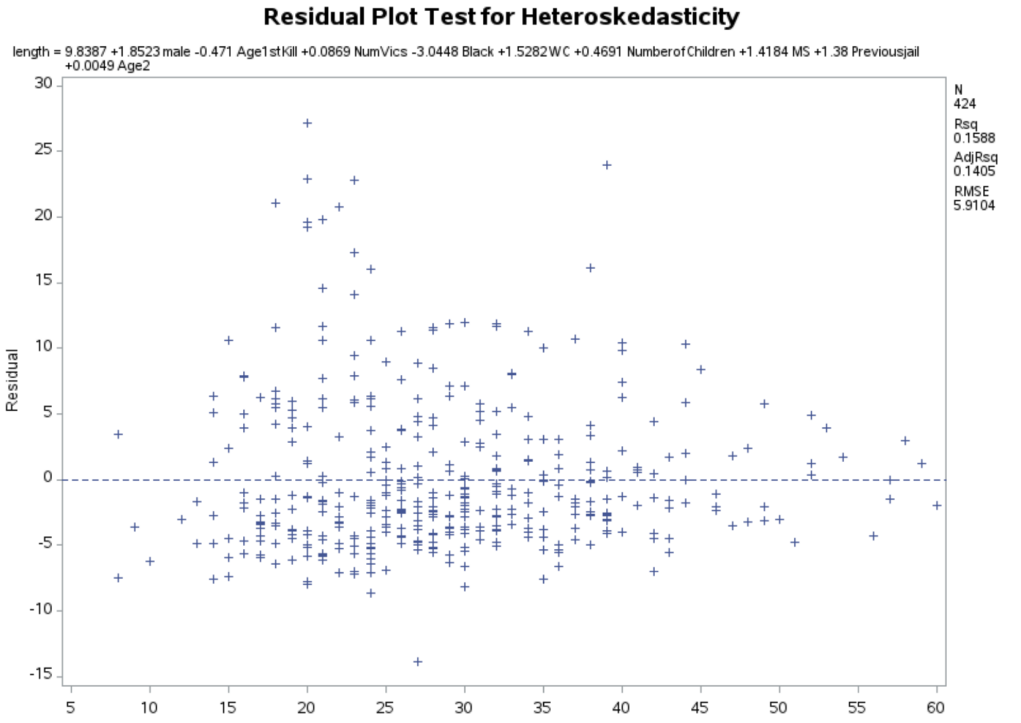 Residual Plot Test for Heteroskedasticity
length = 9.8387 +1.8523 male -0.471 Age1stKill +0.0869 NumVics -3.0448 Black +1.5282 WC +0.4691 NumberofChildren +1.4184 MS +1.38 Previousjail
+0.0049 Age2
30
25
20
15
10
5
0
-5
-10
-15
Residual
N
424
Rsq
0.1588
AdjRsq
0.1405
RMSE
5.9104
5 10 15 20 25 30 35 40 45 50 55 60